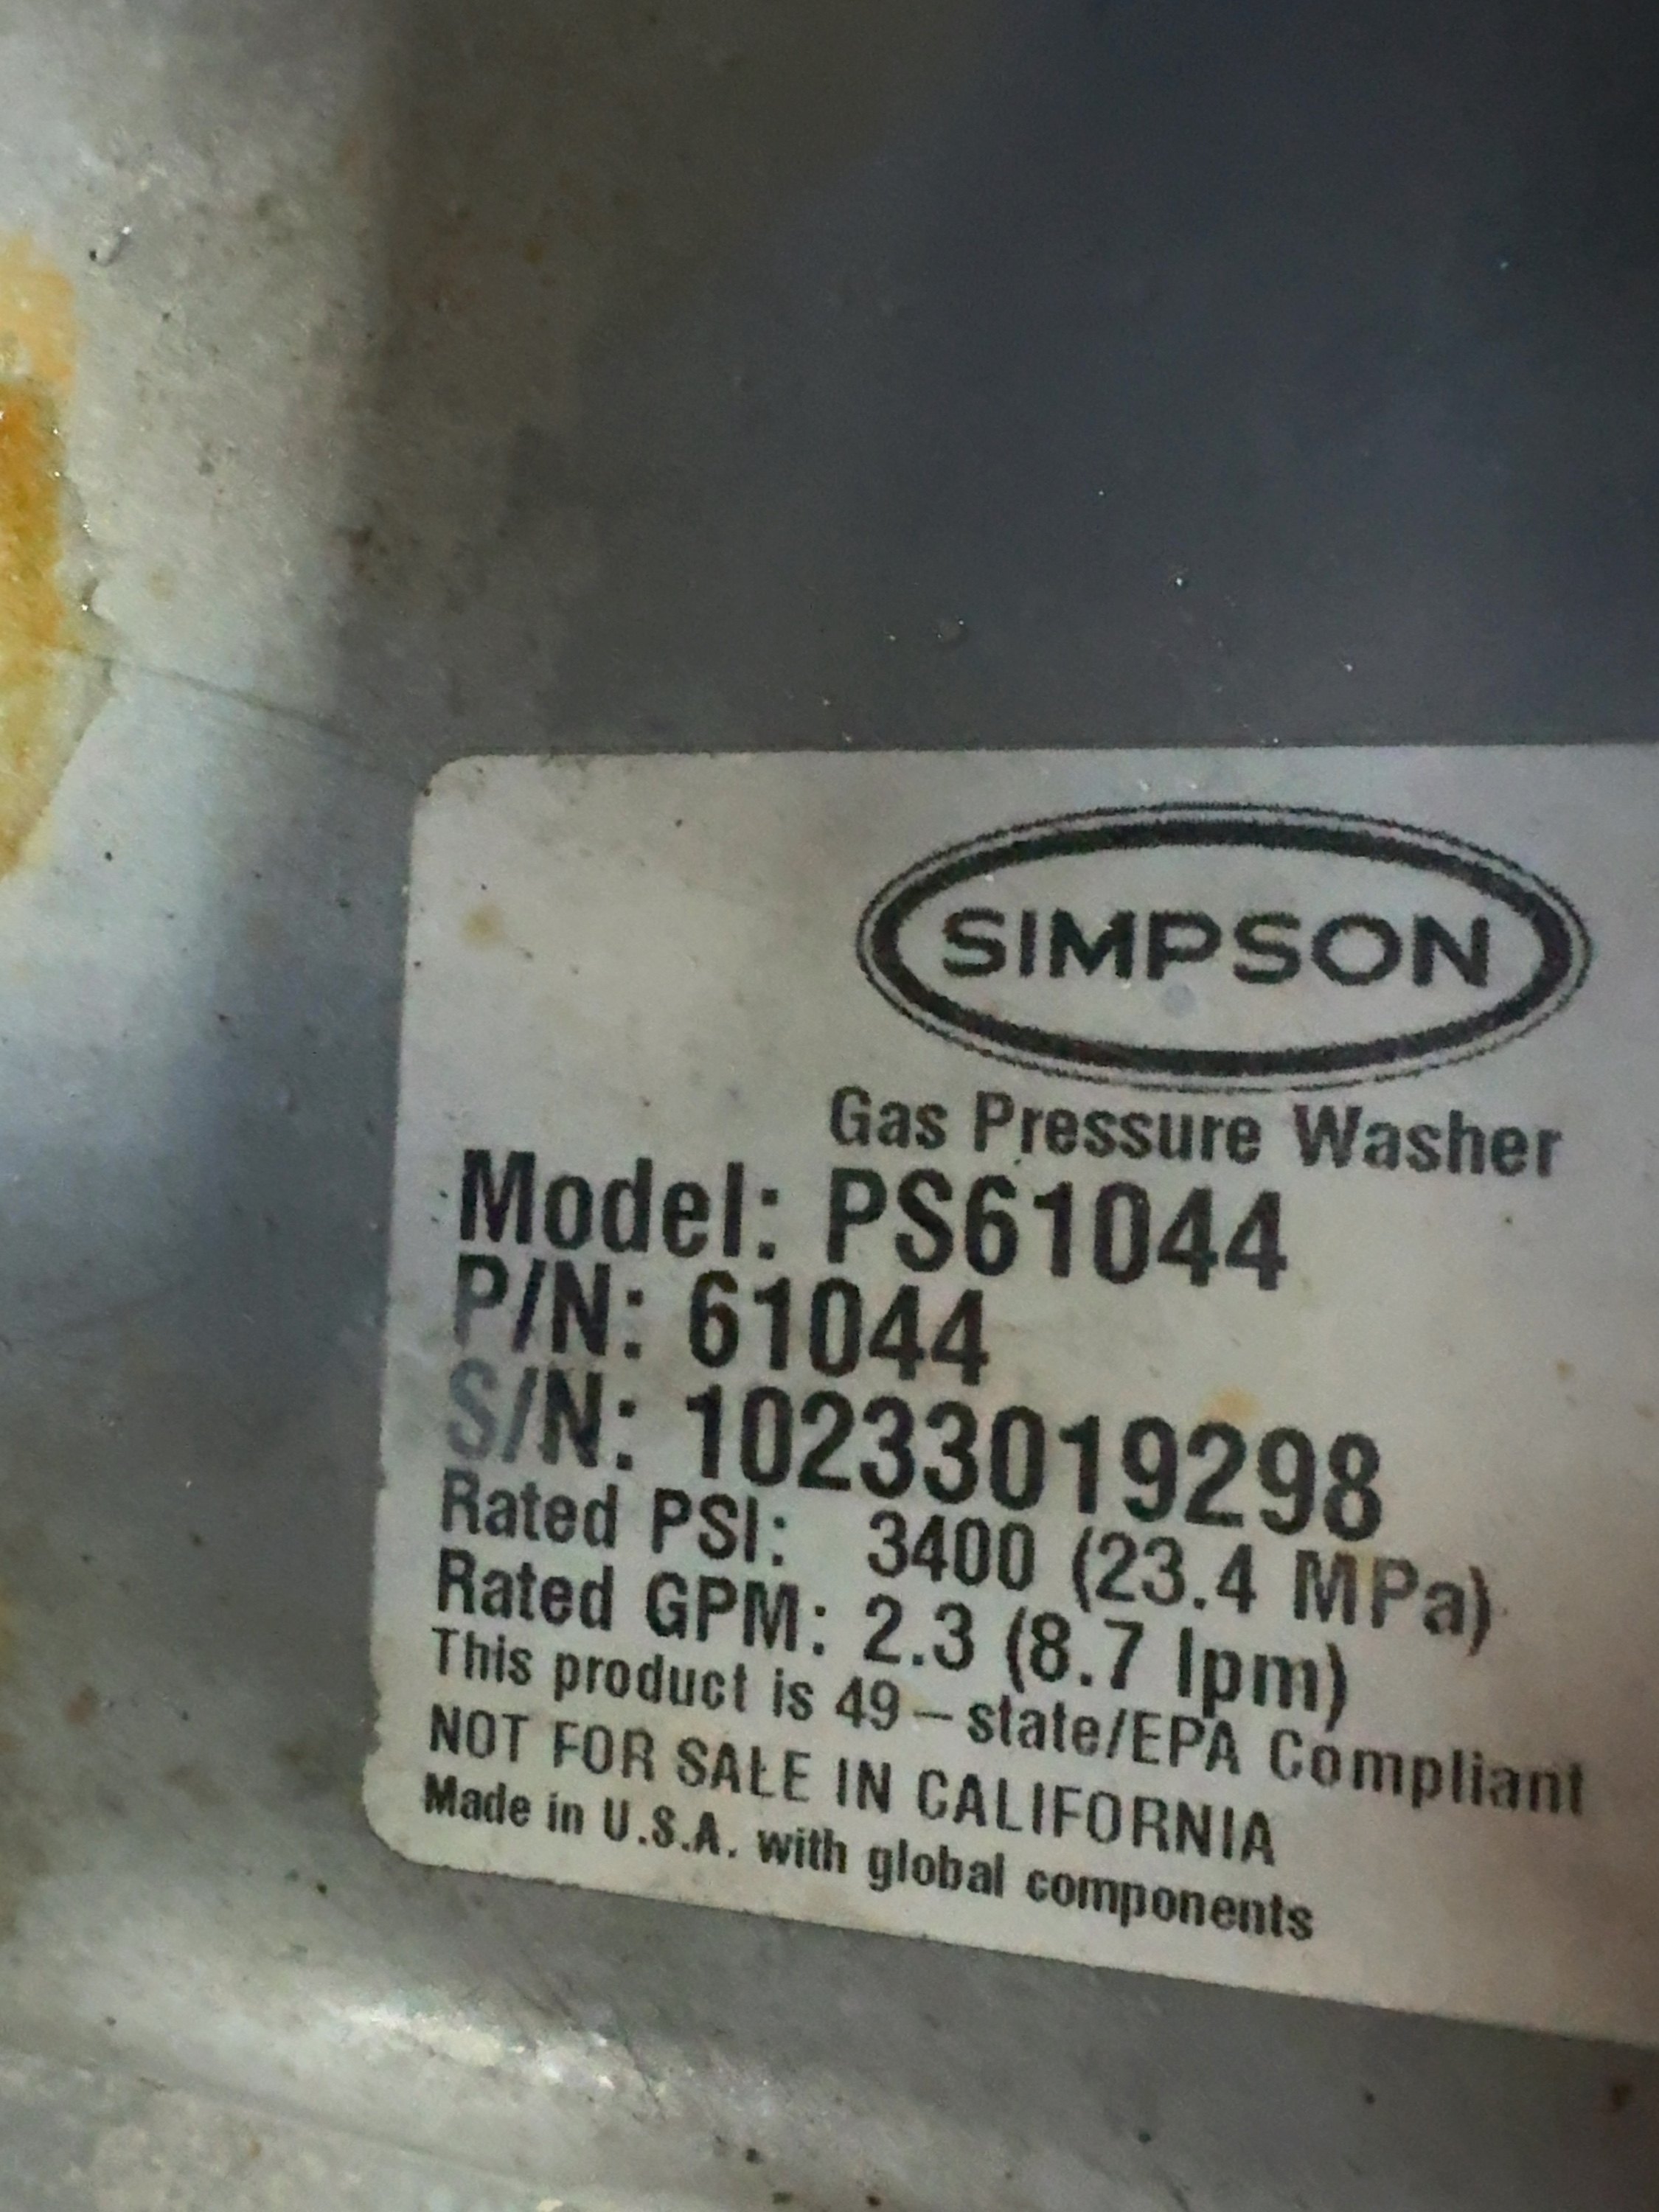 SIMPSON
Gas Pressure Washer
Model: PS61044
P/N: 61044
S/N: 10233019298
Rated PSI: 3400 (23.4 MPa)
Rated GPM: 2.3 (8.7 lpm)
This product is 49-state/EPA Compliant
NOT FOR SALE IN CALIFORNIA
Made in U.S.A. with global components